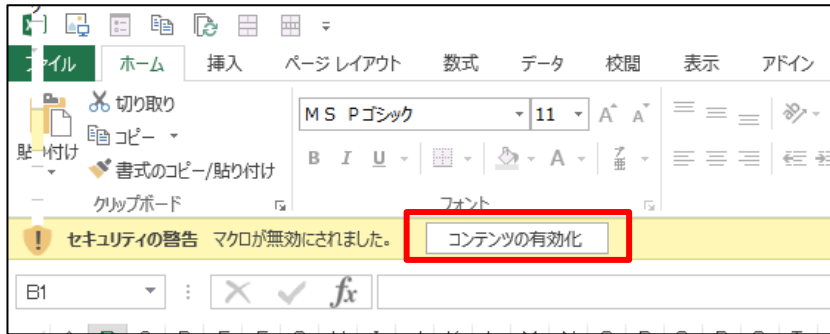 ファイル ホーム 挿入 ページ レイアウト 数式 データ 校閲 表示 アドイン
切り取り
コピー
貼り付け
書式のコピー/貼り付け
ＭＳ Ｐゴシック 11 A A
B I U A ア亜
クリップボード フォント
セキュリティの警告 マクロが無効にされました。 コンテンツの有効化
B1 fx